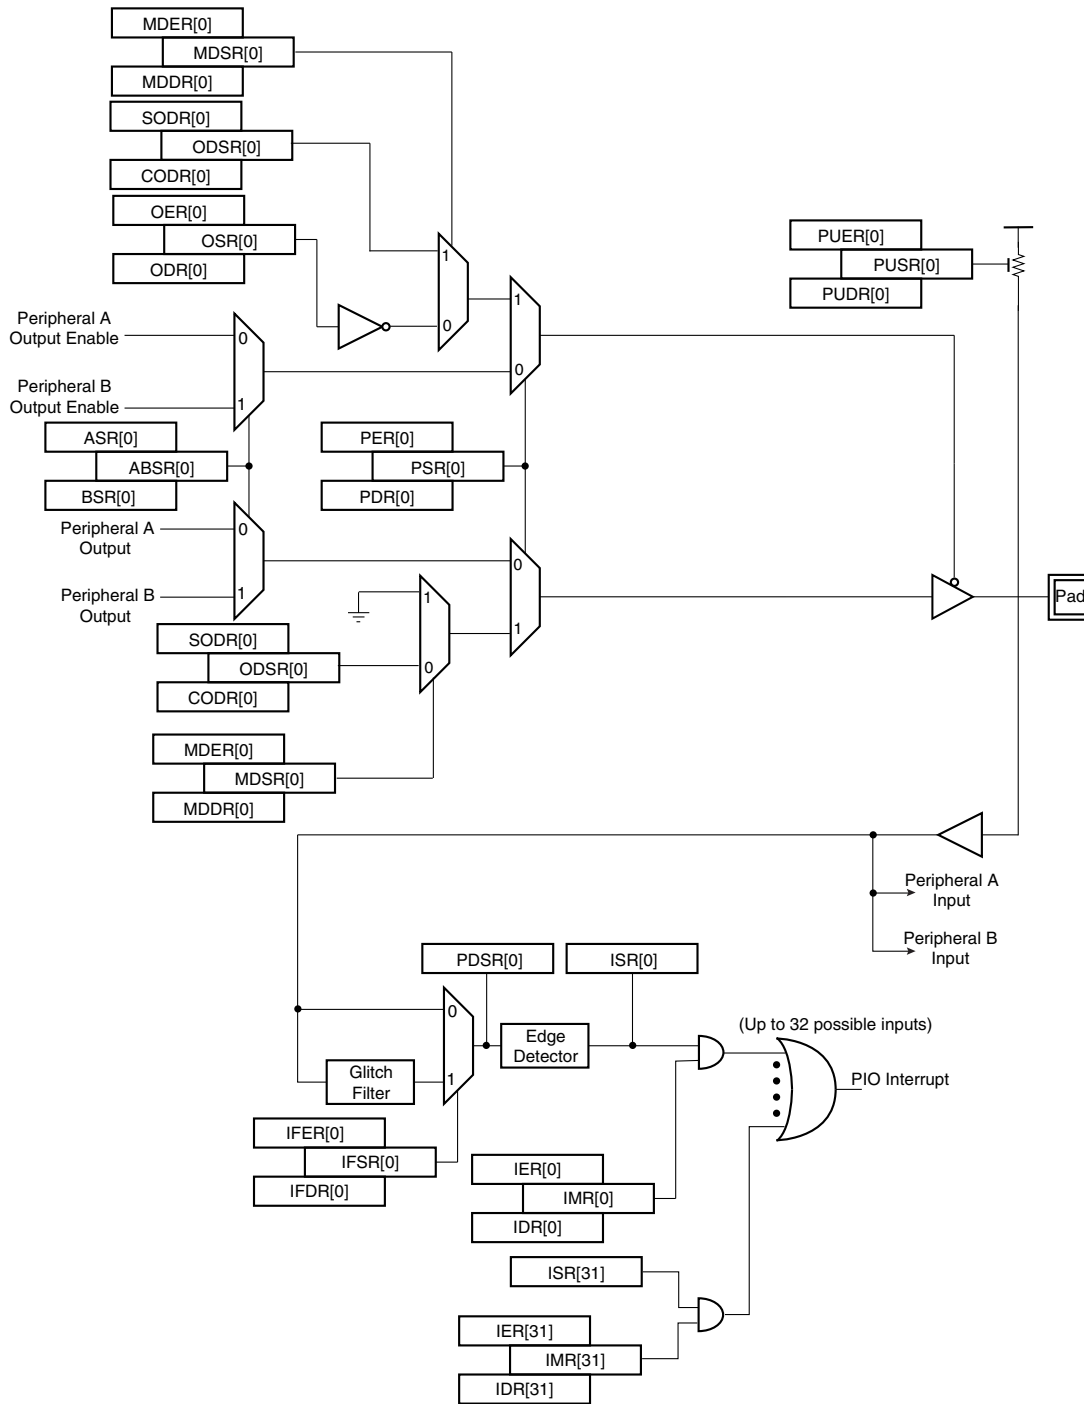 MDER[0]
MDSR[0]
MDDR[0]
SODR[0]
ODSR[0]
CODR[0]
OER[0]
OSR[0]
ODR[0]
1
0
PUER[0]
PUSR[0]
PUDR[0]
Peripheral A
Output Enable
0
Peripheral B
Output Enable
1
1
0
ASR[0]
ABSR[0]
BSR[0]
PER[0]
PSR[0]
PDR[0]
Peripheral A
Output
0
Peripheral B
Output
1
0
1
1
0
Pad
SODR[0]
ODSR[0]
CODR[0]
MDER[0]
MDSR[0]
MDDR[0]
Peripheral A
Input
Peripheral B
Input
PDSR[0]
ISR[0]
0
1
Edge
Detector
Glitch
Filter
(Up to 32 possible inputs)
PIO Interrupt
IFER[0]
IFSR[0]
IFDR[0]
IER[0]
IMR[0]
IDR[0]
ISR[31]
IER[31]
IMR[31]
IDR[31]